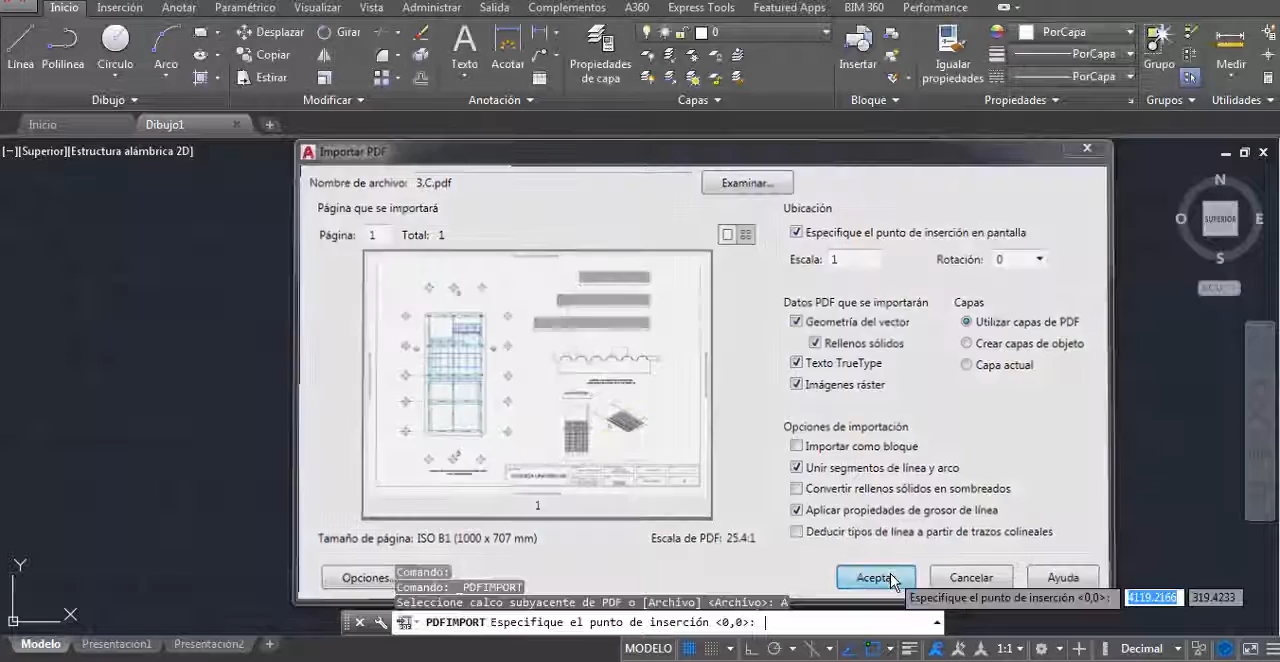 Inicio Inserción Anotar Paramétrico Visualizar Vista Administrar Salida Complementos A360 Express Tools Featured Apps BIM 360 Performance
Línea Polilínea Círculo Arco Desplazar Girar Texto Acotar Propiedades de capa 0 Insertar Igualar propiedades PorCapa Grupo Medir
Copiar PorCapa
Estirar PorCapa
Dibujo Modificar Anotación Capas Bloque Propiedades Grupos Utilidades
Inicio Dibujo1
[−][Superior][Estructura alámbrica 2D]
Importar PDF
Nombre de archivo: 3.C.pdf Examinar...
Página que se importará Ubicación
Página: 1 Total: 1 Especifique el punto de inserción en pantalla
Escala: 1 Rotación: 0
Datos PDF que se importarán Capas
Geometría del vector Utilizar capas de PDF
Rellenos sólidos Crear capas de objeto
Texto TrueType Capa actual
Imágenes ráster
Opciones de importación
Importar como bloque
Unir segmentos de línea y arco
Convertir rellenos sólidos en sombreados
1 Aplicar propiedades de grosor de línea
Deducir tipos de línea a partir de trazos colineales
Tamaño de página: ISO B1 (1000 x 707 mm) Escala de PDF: 25.4:1
Opciones... Acepta Cancelar Ayuda
N
O SUPERIOR E
S
Comando:
Comando: _PDFIMPORT
Seleccione calco subyacente de PDF o [Archivo] <Archivo>: A
Especifique el punto de inserción <0,0>: 4119.2166 319.4233
PDFIMPORT Especifique el punto de inserción <0,0>:
Y
X
Modelo Presentación1 Presentación2 MODELO 1:1 Decimal